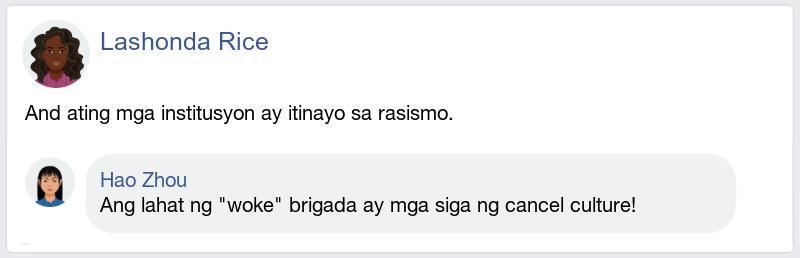 Lashonda Rice
And ating mga institusyon ay itinayo sa rasismo.
Hao Zhou
Ang lahat ng "woke" brigada ay mga siga ng cancel culture!